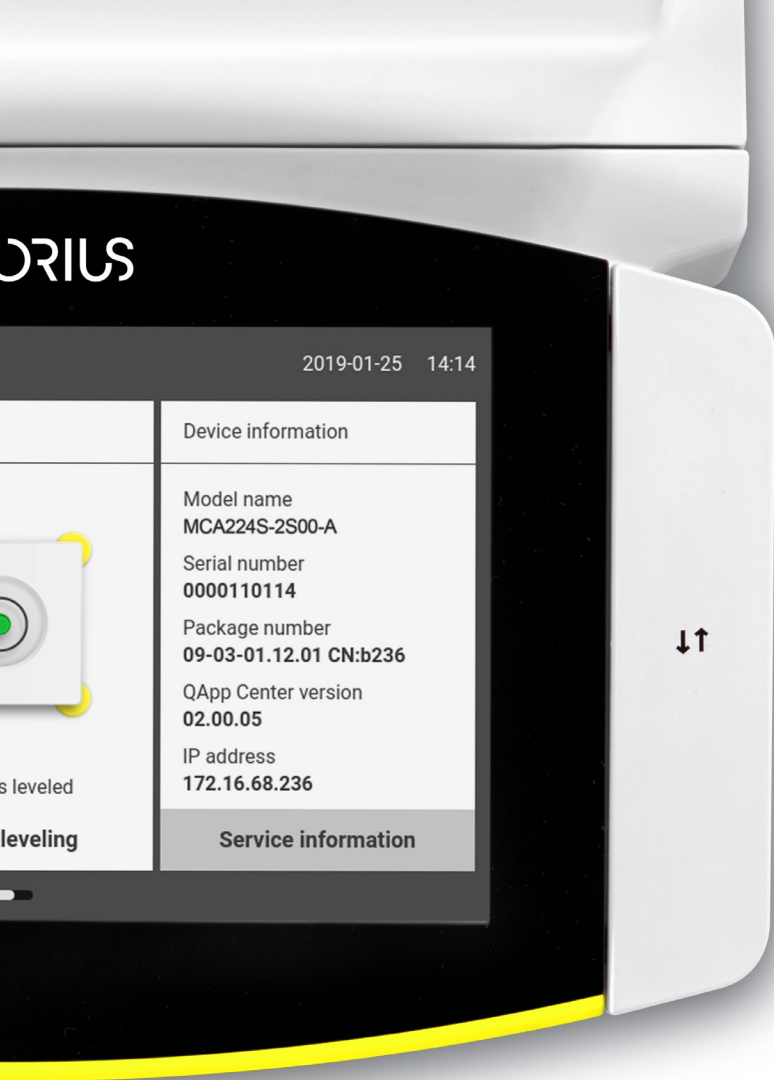 ORIUS
2019-01-25 14:14
Device information
Model name
MCA224S-2S00-A
Serial number
0000110114
Package number
09-03-01.12.01 CN:b236
QApp Center version
02.00.05
IP address
172.16.68.236
s leveled
leveling
Service information
↓↑